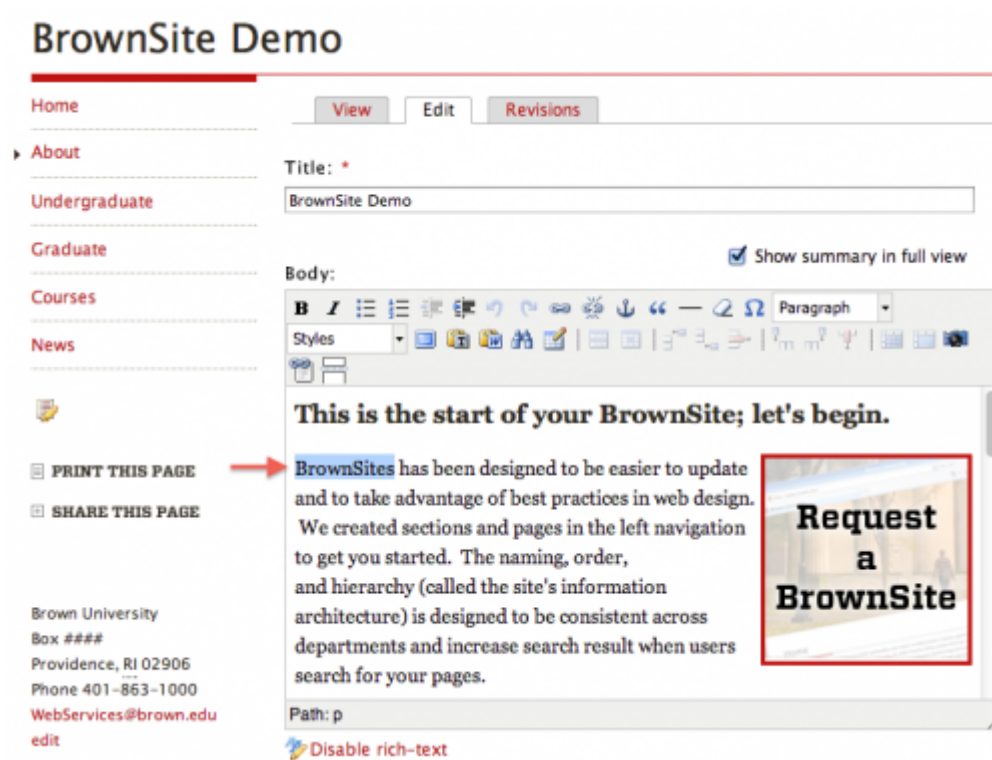 BrownSite Demo
Home
About
Undergraduate
Graduate
Courses
News
PRINT THIS PAGE
SHARE THIS PAGE
Brown University
Box ####
Providence, RI 02906
Phone 401-863-1000
WebServices@brown.edu
edit
View Edit Revisions
Title: *
BrownSite Demo
Show summary in full view
Body:
B I Paragraph
Styles
This is the start of your BrownSite; let's begin.
BrownSites has been designed to be easier to update
and to take advantage of best practices in web design.
We created sections and pages in the left navigation
to get you started. The naming, order,
and hierarchy (called the site's information
architecture) is designed to be consistent across
departments and increase search result when users
search for your pages.
Request
a
BrownSite
Path: p
Disable rich-text